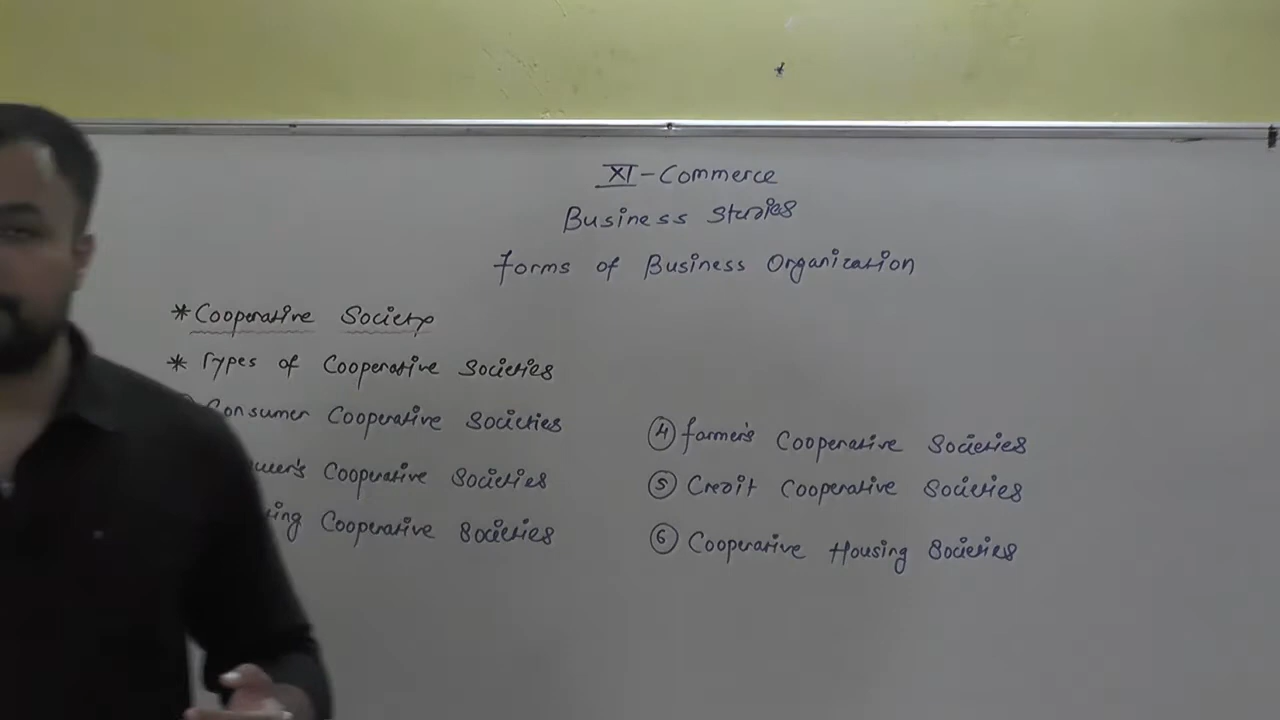 XI - Commerce
Business Studies
Forms of Business Organization
* Cooperative Society
* Types of Cooperative Societies
Consumer Cooperative Societies
Cooperative Societies
Cooperative Societies
④ Farmer's Cooperative Societies
⑤ Credit Cooperative Societies
⑥ Cooperative Housing Societies